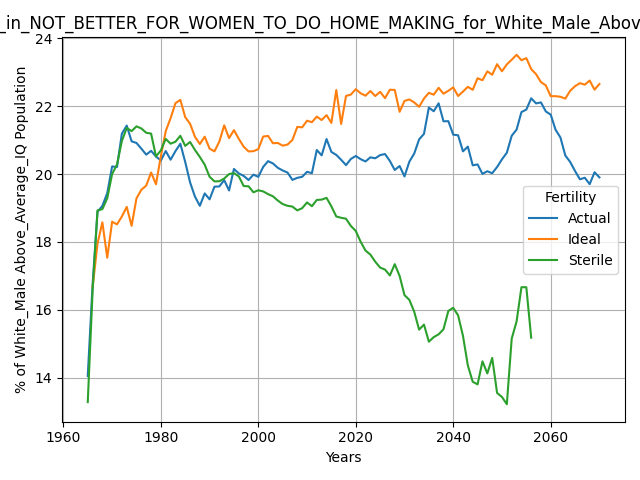 _in_NOT_BETTER_FOR_WOMEN_TO_DO_HOME_MAKING_for_White_Male_Above
% of White_Male Above_Average_IQ Population
24
22
20
18
16
14
Fertility
Actual
Ideal
Sterile
1960
1980
2000
2020
2040
2060
Years